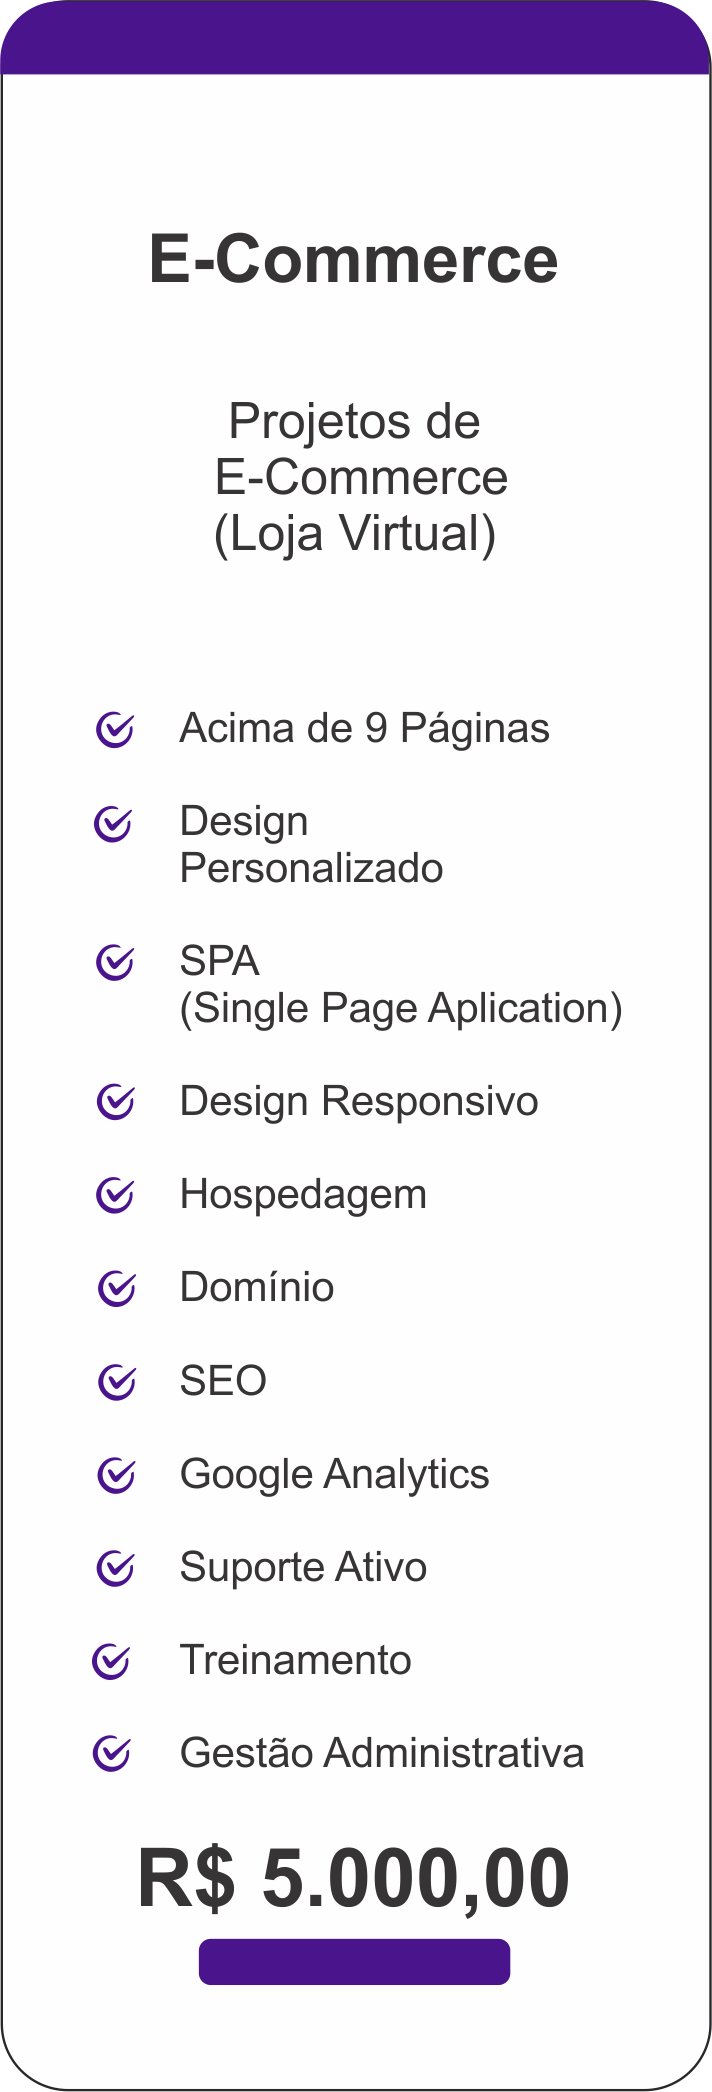 E-Commerce
Projetos de
E-Commerce
(Loja Virtual)
Acima de 9 Páginas
Design
Personalizado
SPA
(Single Page Aplication)
Design Responsivo
Hospedagem
Domínio
SEO
Google Analytics
Suporte Ativo
Treinamento
Gestão Administrativa
R$ 5.000,00